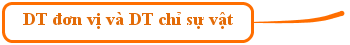 DT đơn vị và DT chỉ sự vật